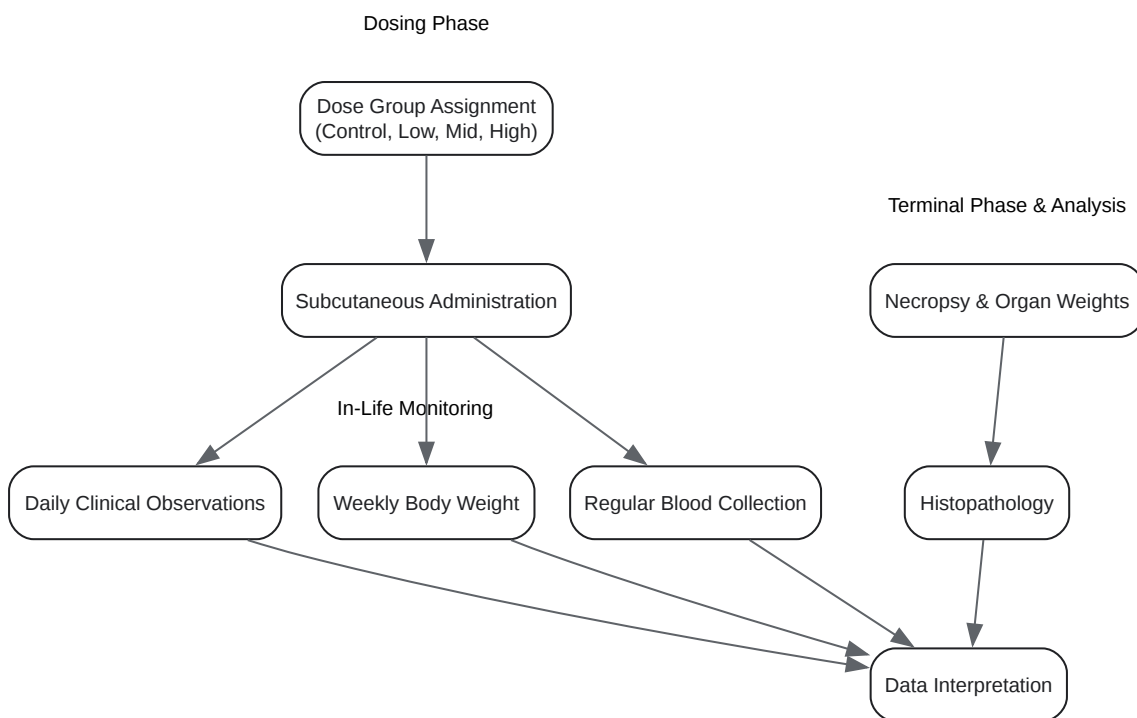 Dosing Phase
Dose Group Assignment
(Control, Low, Mid, High)
Terminal Phase & Analysis
Subcutaneous Administration
Necropsy & Organ Weights
In-Life Monitoring
Daily Clinical Observations
Weekly Body Weight
Regular Blood Collection
Histopathology
Data Interpretation